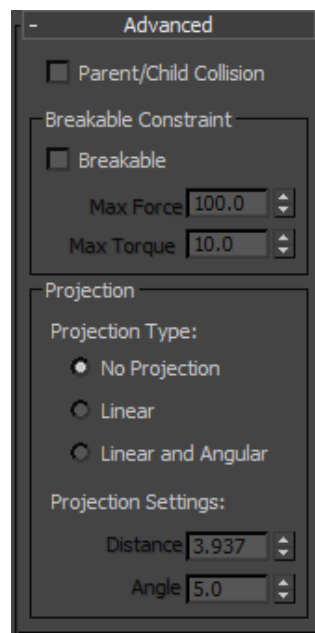 - Advanced
Parent/Child Collision
Breakable Constraint
Breakable
Max Force 100.0
Max Torque 10.0
Projection
Projection Type:
No Projection
Linear
Linear and Angular
Projection Settings:
Distance 3.937
Angle 5.0